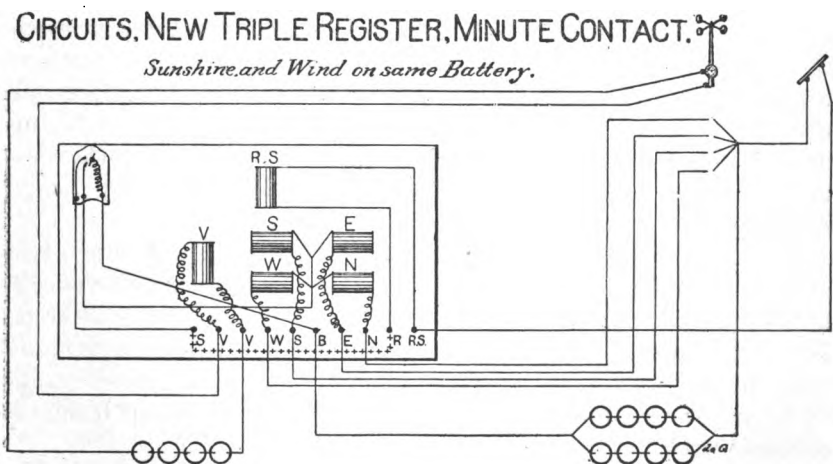 CIRCUITS, NEW TRIPLE REGISTER, MINUTE CONTACT.
Sunshine and Wind on same Battery.
R.S
V
S E
W N
S V V W S B E N R R.S.